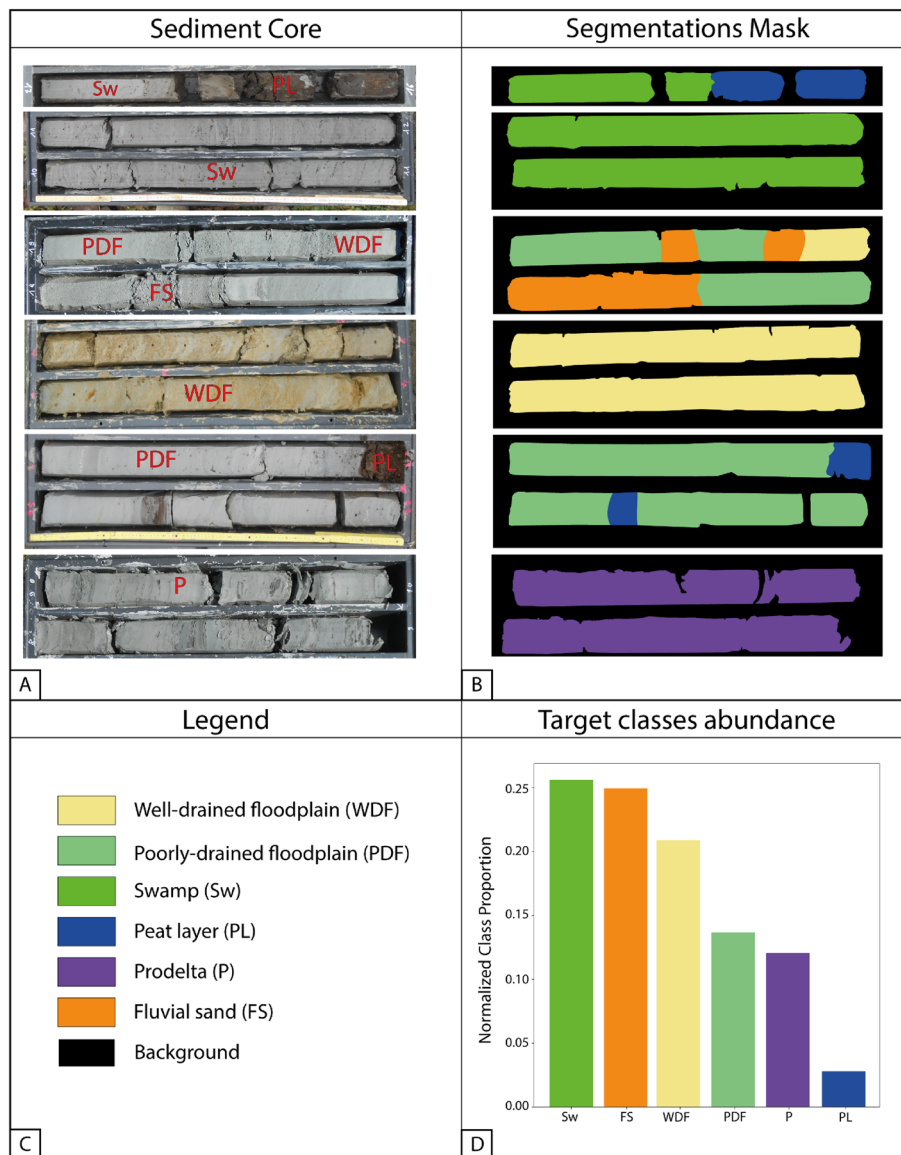 Sediment Core
Segmentations Mask
Sw
PL
Sw
PDF
WDF
FS
WDF
PDF
PL
P
A
B
Legend
Target classes abundance
Well-drained floodplain (WDF)
Poorly-drained floodplain (PDF)
Swamp (Sw)
Peat layer (PL)
Prodelta (P)
Fluvial sand (FS)
Background
Normalized Class Proportion
0.25
0.20
0.15
0.10
0.05
0.00
Sw FS WDF PDF P PL
C
D